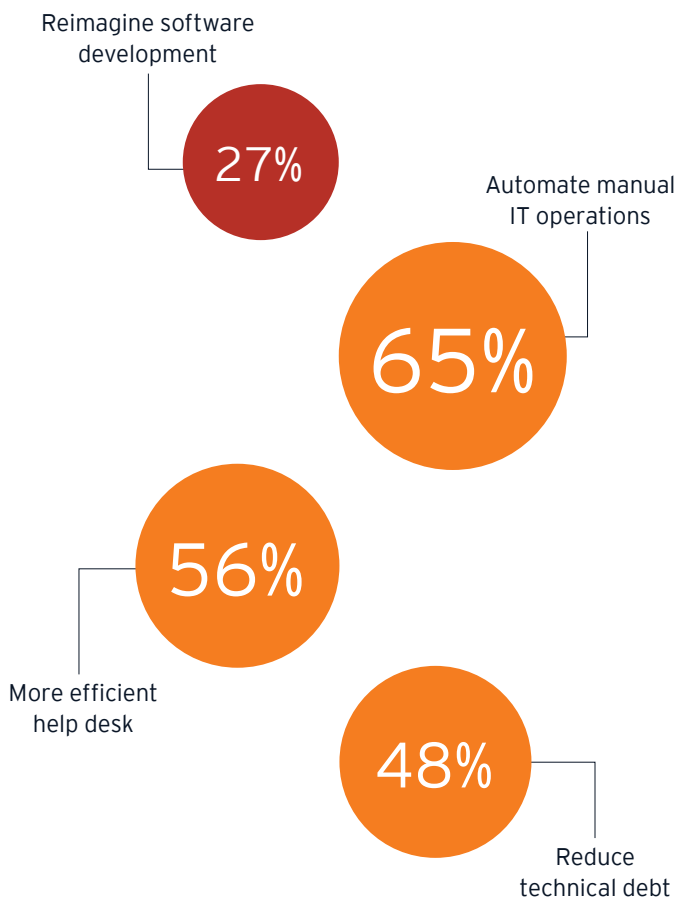 Reimagine software
development
27%
Automate manual
IT operations
65%
56%
More efficient
help desk
48%
Reduce
technical debt